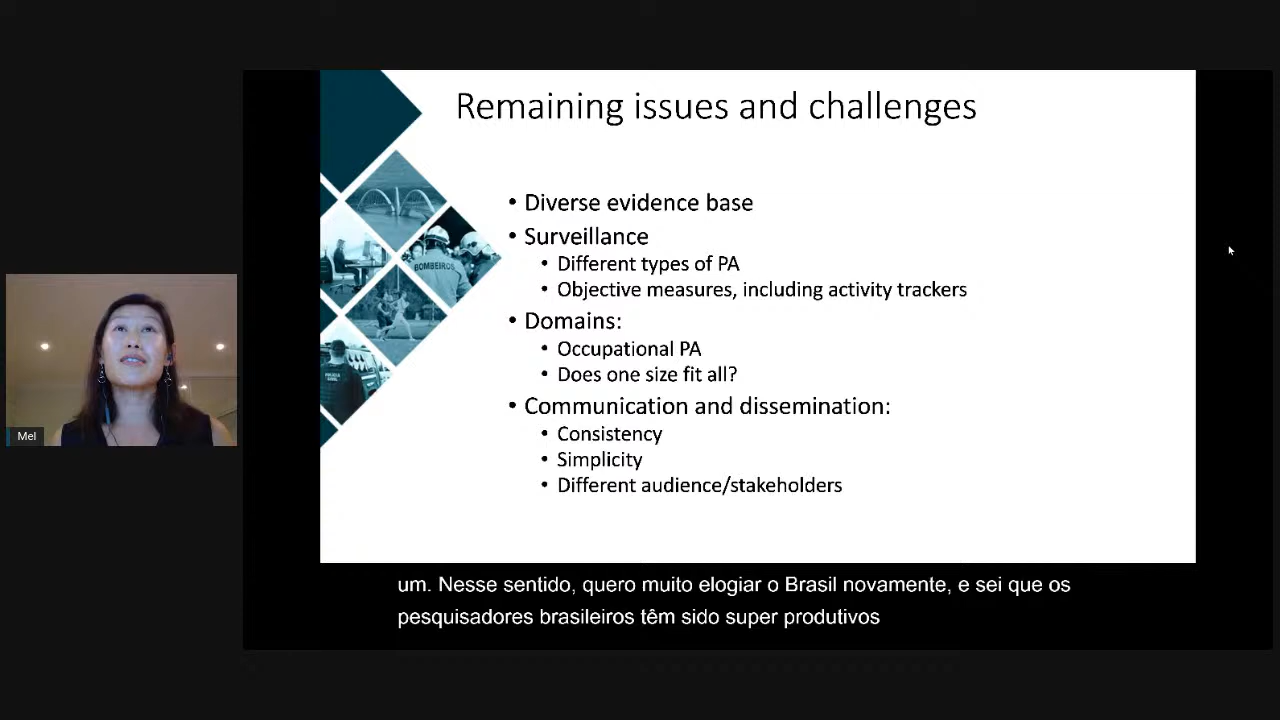 Remaining issues and challenges
• Diverse evidence base
• Surveillance
• Different types of PA
• Objective measures, including activity trackers
• Domains:
• Occupational PA
• Does one size fit all?
• Communication and dissemination:
• Consistency
• Simplicity
• Different audience/stakeholders
BOMBEIROS
Mel
um. Nesse sentido, quero muito elogiar o Brasil novamente, e sei que os
pesquisadores brasileiros têm sido super produtivos